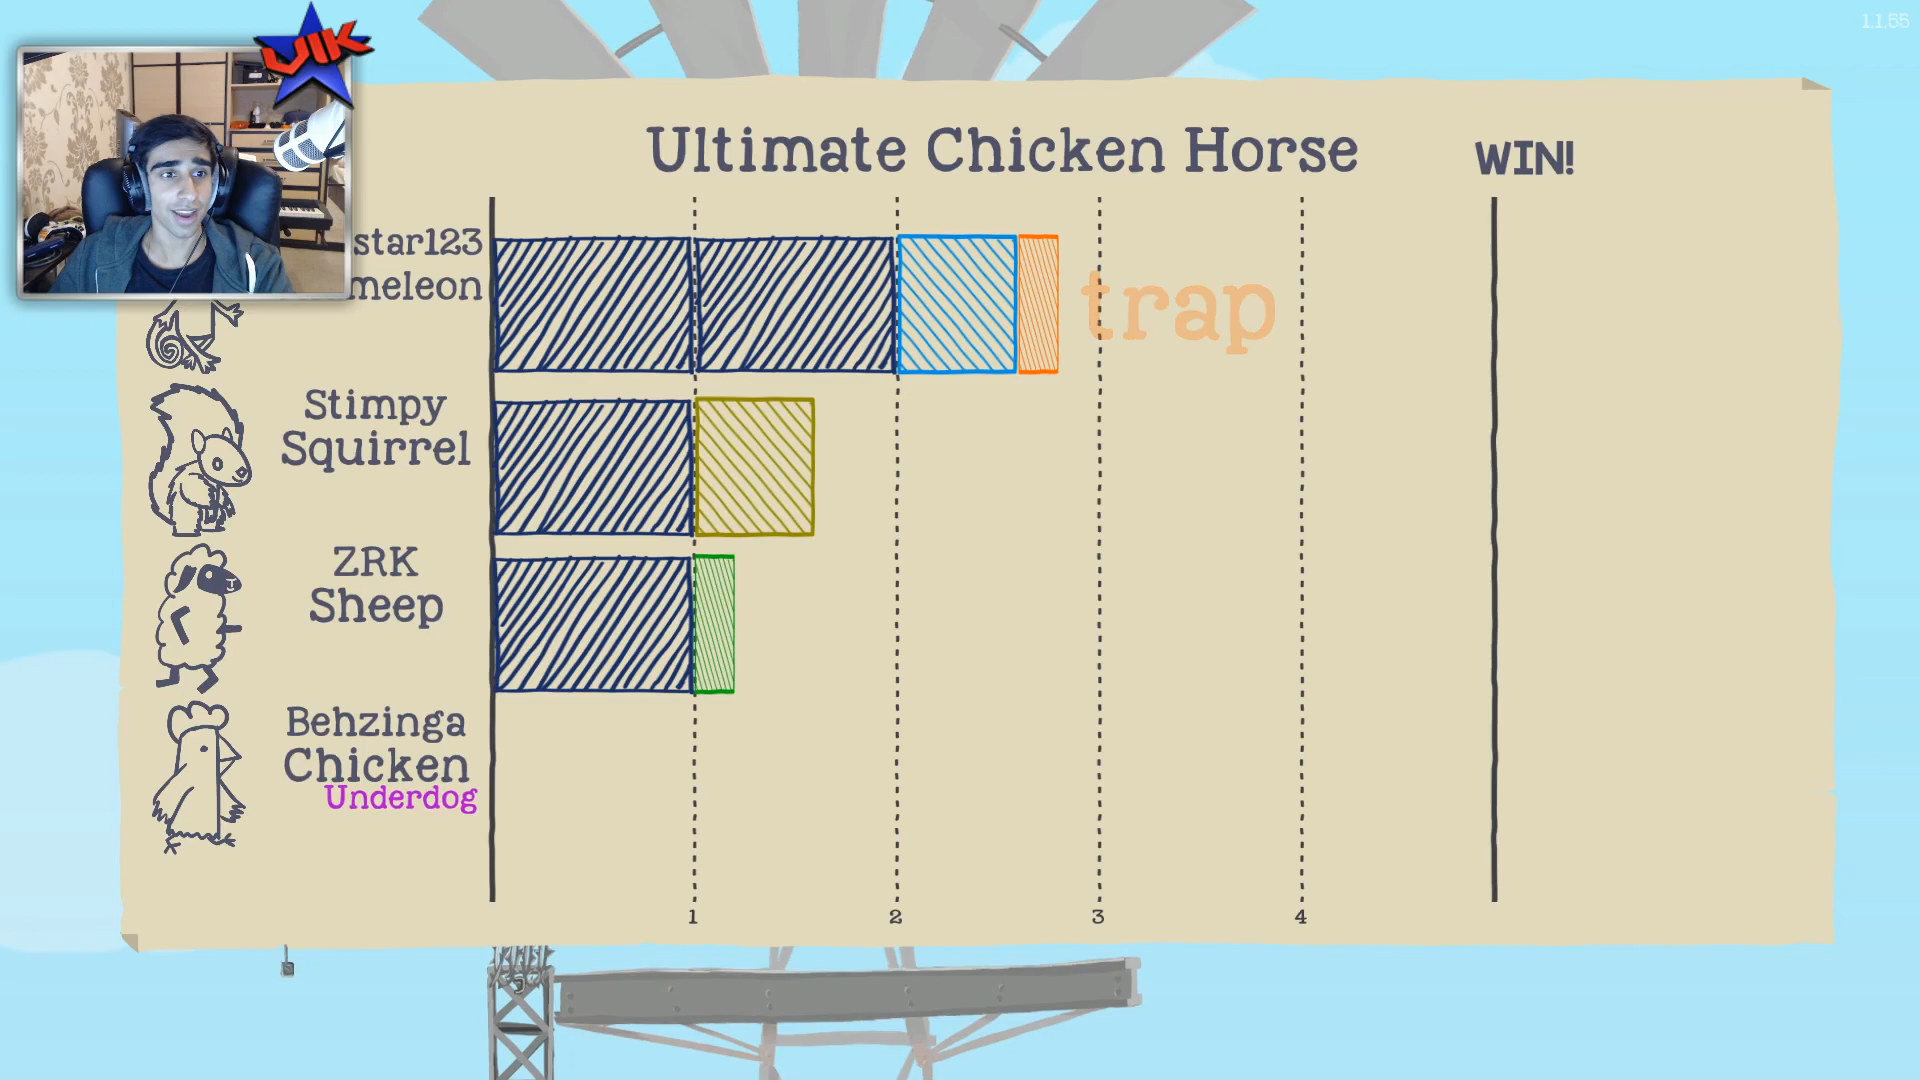 1.1.55
VIK
Ultimate Chicken Horse
WIN!
star123
meleon
trap
Stimpy
Squirrel
ZRK
Sheep
Behzinga
Chicken
Underdog
1 2 3 4